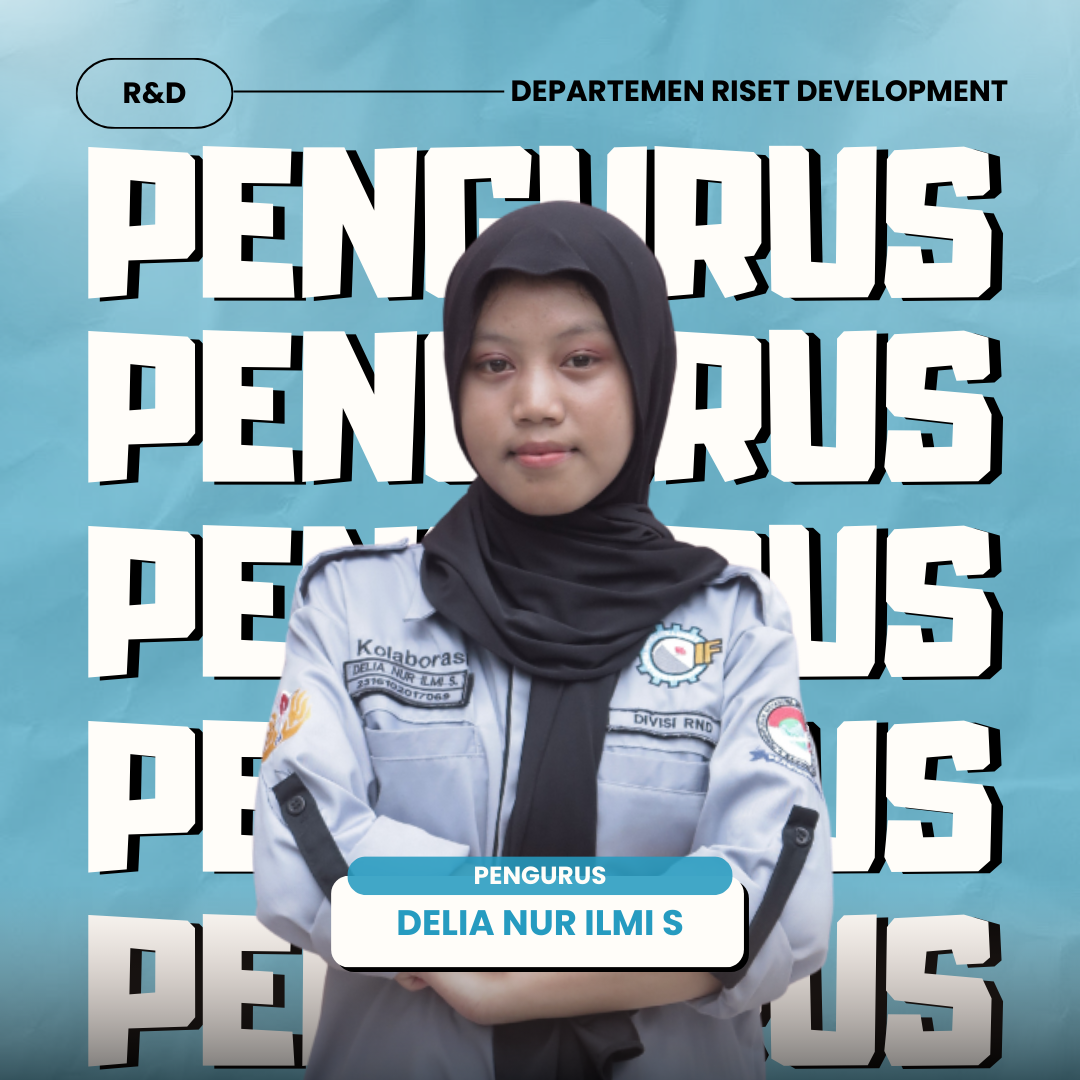 R&D
DEPARTEMEN RISET DEVELOPMENT
PENGURUS
PENGURUS
PENGURUS
PENGURUS
Kolaborasi
DELIA NUR ILMI S.
2316102017069
IF
DIVISI RND
PENGURUS
DELIA NUR ILMI S
PENGURUS